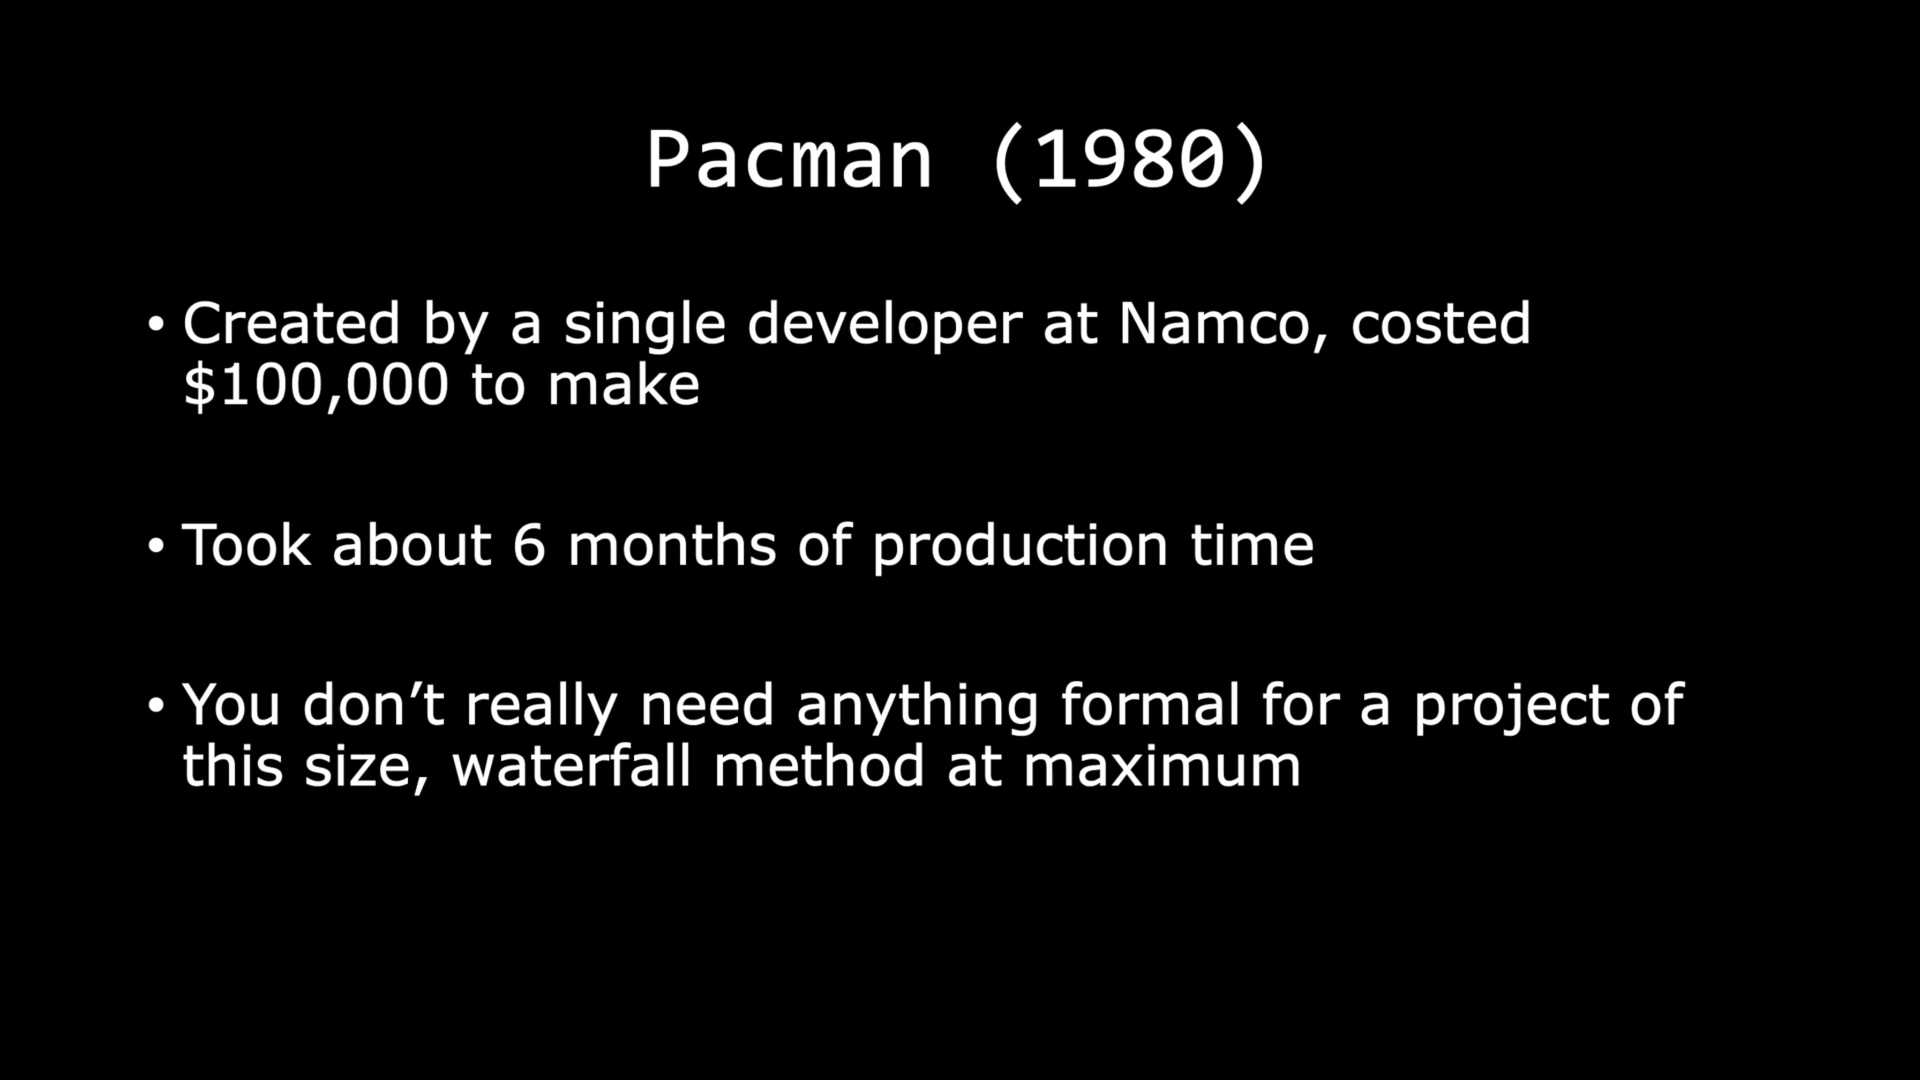 Pacman (1980)
• Created by a single developer at Namco, costed
$100,000 to make
• Took about 6 months of production time
• You don’t really need anything formal for a project of
this size, waterfall method at maximum